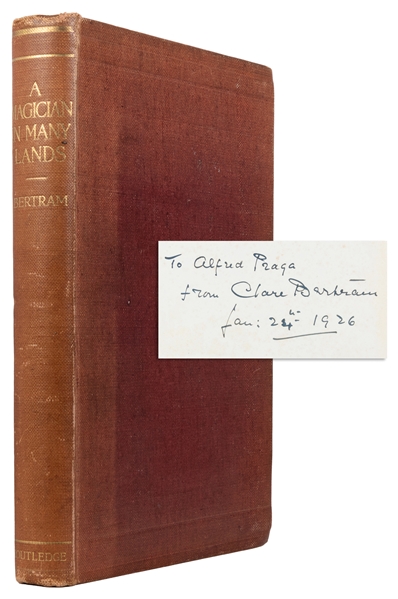 A
MAGICIAN
IN MANY
LANDS
BERTRAM
ROUTLEDGE
To Alfred Praga
from Clare Bertram
Jan: 24th 1926